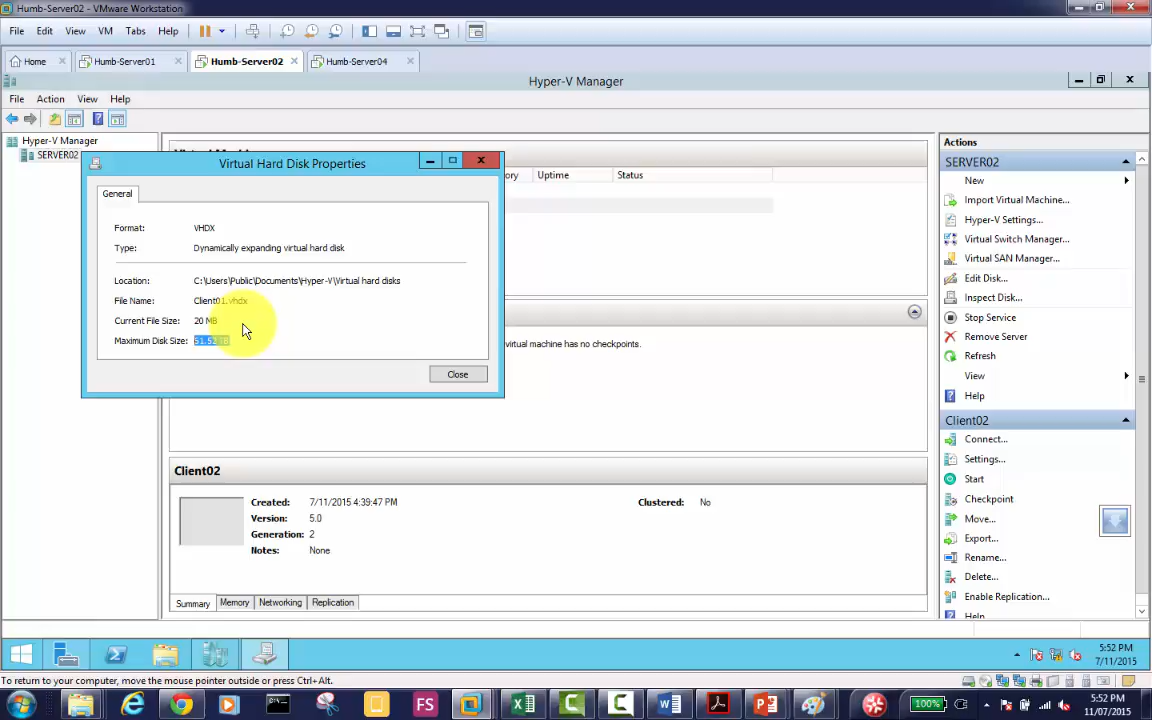 Humb-Server02 - VMware Workstation
File Edit View VM Tabs Help
Home Humb-Server01 Humb-Server02 Humb-Server04
Hyper-V Manager
File Action View Help
Hyper-V Manager
SERVER02
Uptime Status
Virtual Hard Disk Properties
General
Format: VHDX
Type: Dynamically expanding virtual hard disk
Location: C:\Users\Public\Documents\Hyper-V\Virtual hard disks
File Name: Client01.vhdx
Current File Size: 20 MB
Maximum Disk Size:
Close
virtual machine has no checkpoints.
Client02
Created: 7/11/2015 4:39:47 PM
Version: 5.0
Generation: 2
Notes: None
Clustered: No
Summary Memory Networking Replication
Actions
SERVER02
New
Import Virtual Machine...
Hyper-V Settings...
Virtual Switch Manager...
Virtual SAN Manager...
Edit Disk...
Inspect Disk...
Stop Service
Remove Server
Refresh
View
Help
Client02
Connect...
Settings...
Start
Checkpoint
Move...
Export...
Rename...
Delete...
Enable Replication...
Help
5:52 PM
7/11/2015
To return to your computer, move the mouse pointer outside or press Ctrl+Alt.
FS
100%
5:52 PM
11/07/2015